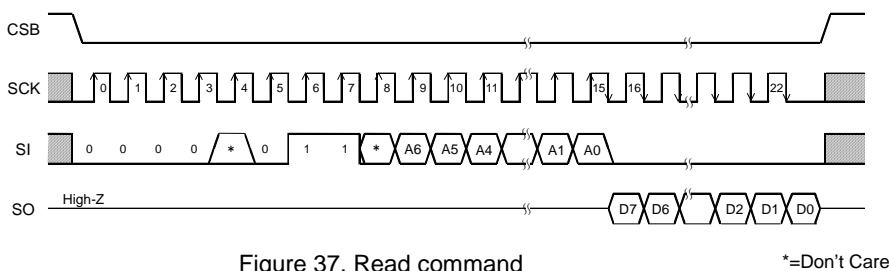 CSB
SCK 0 1 2 3 4 5 6 7 8 9 10 11 15 16 22
SI 0 0 0 0 * 0 1 1 * A6 A5 A4 A1 A0
SO High-Z D7 D6 D2 D1 D0
Figure 37. Read command
*=Don't Care